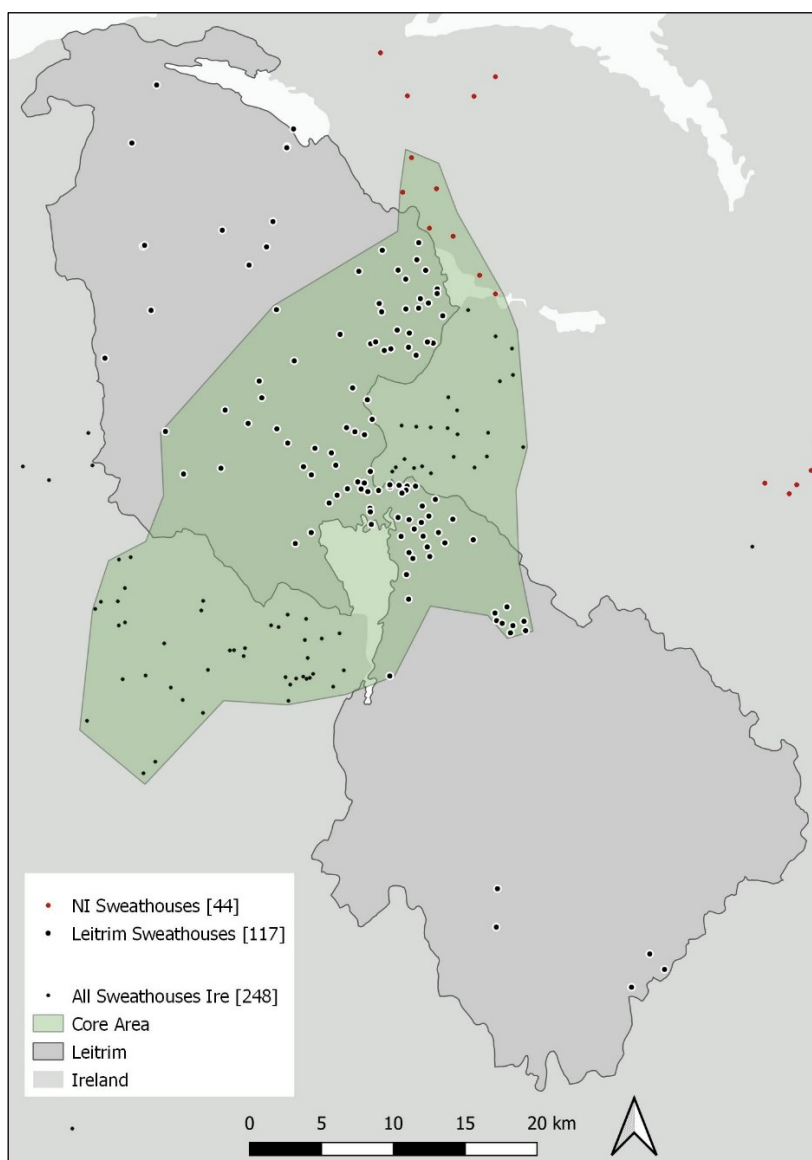 NI Sweathouses [44]
Leitrim Sweathouses [117]
All Sweathouses Ire [248]
Core Area
Leitrim
Ireland
0 5 10 15 20 km